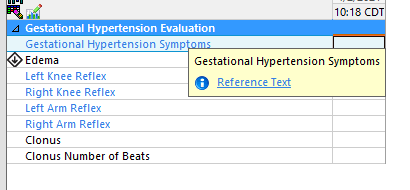 10:18 CDT
Gestational Hypertension Evaluation
Gestational Hypertension Symptoms
Edema
Gestational Hypertension Symptoms
Reference Text
Left Knee Reflex
Right Knee Reflex
Left Arm Reflex
Right Arm Reflex
Clonus
Clonus Number of Beats